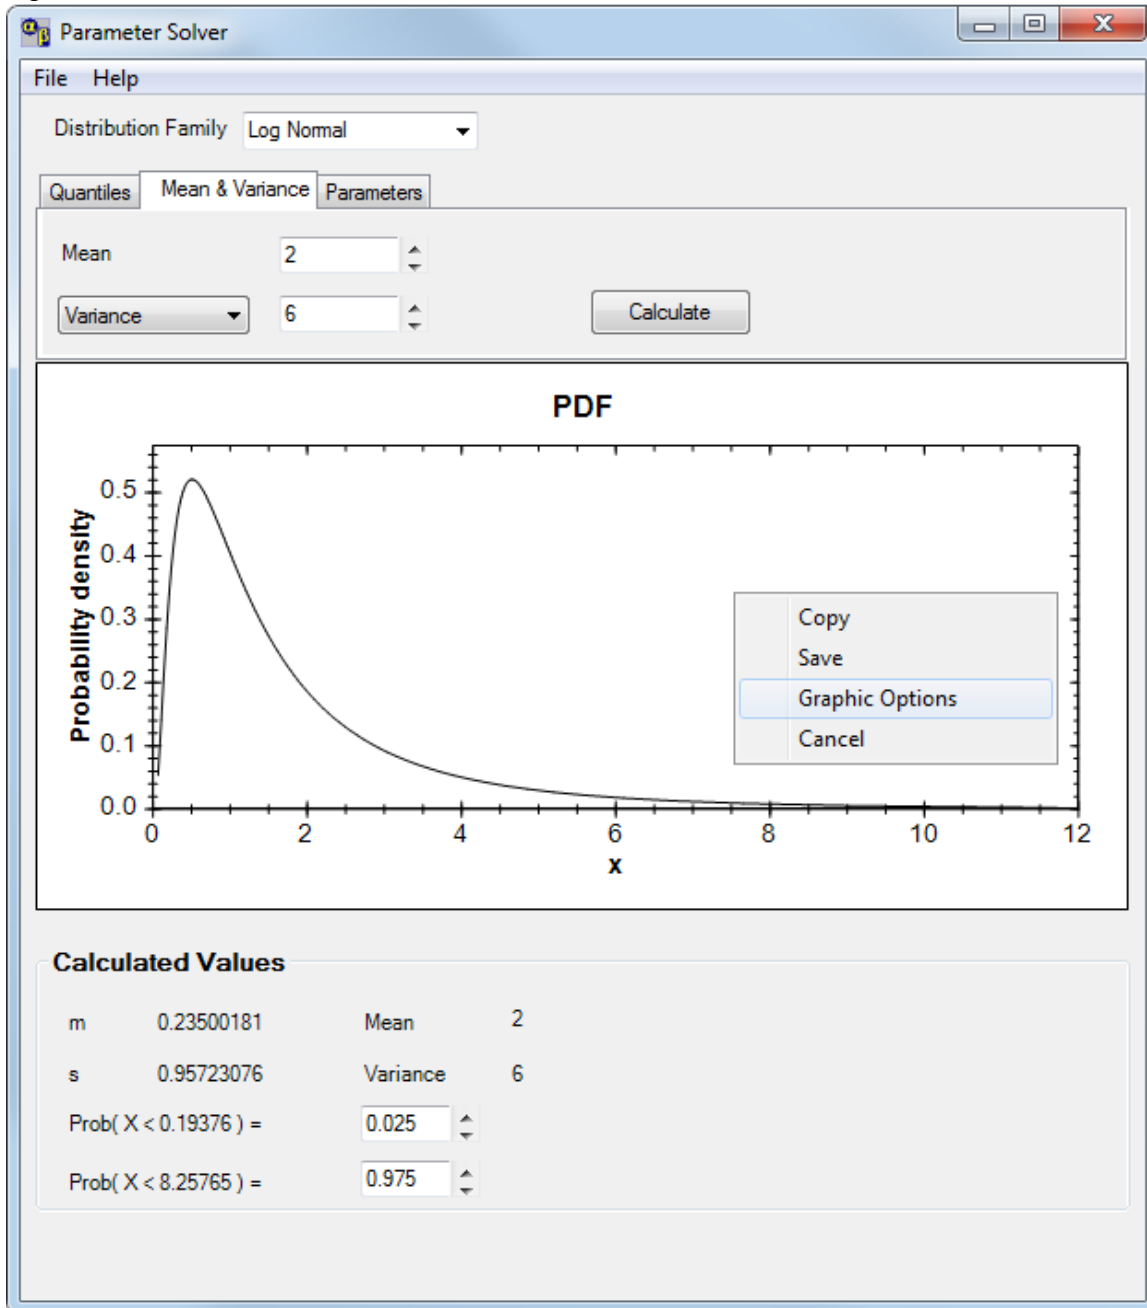 Parameter Solver
File Help
Distribution Family Log Normal
Quantiles Mean & Variance Parameters
Mean 2
Variance 6 Calculate
PDF
Probability density
0.5
0.4
0.3
0.2
0.1
0.0
Copy
Save
Graphic Options
Cancel
0 2 4 6 8 10 12
x
Calculated Values
m 0.23500181 Mean 2
s 0.95723076 Variance 6
Prob( X < 0.19376 ) = 0.025
Prob( X < 8.25765 ) = 0.975